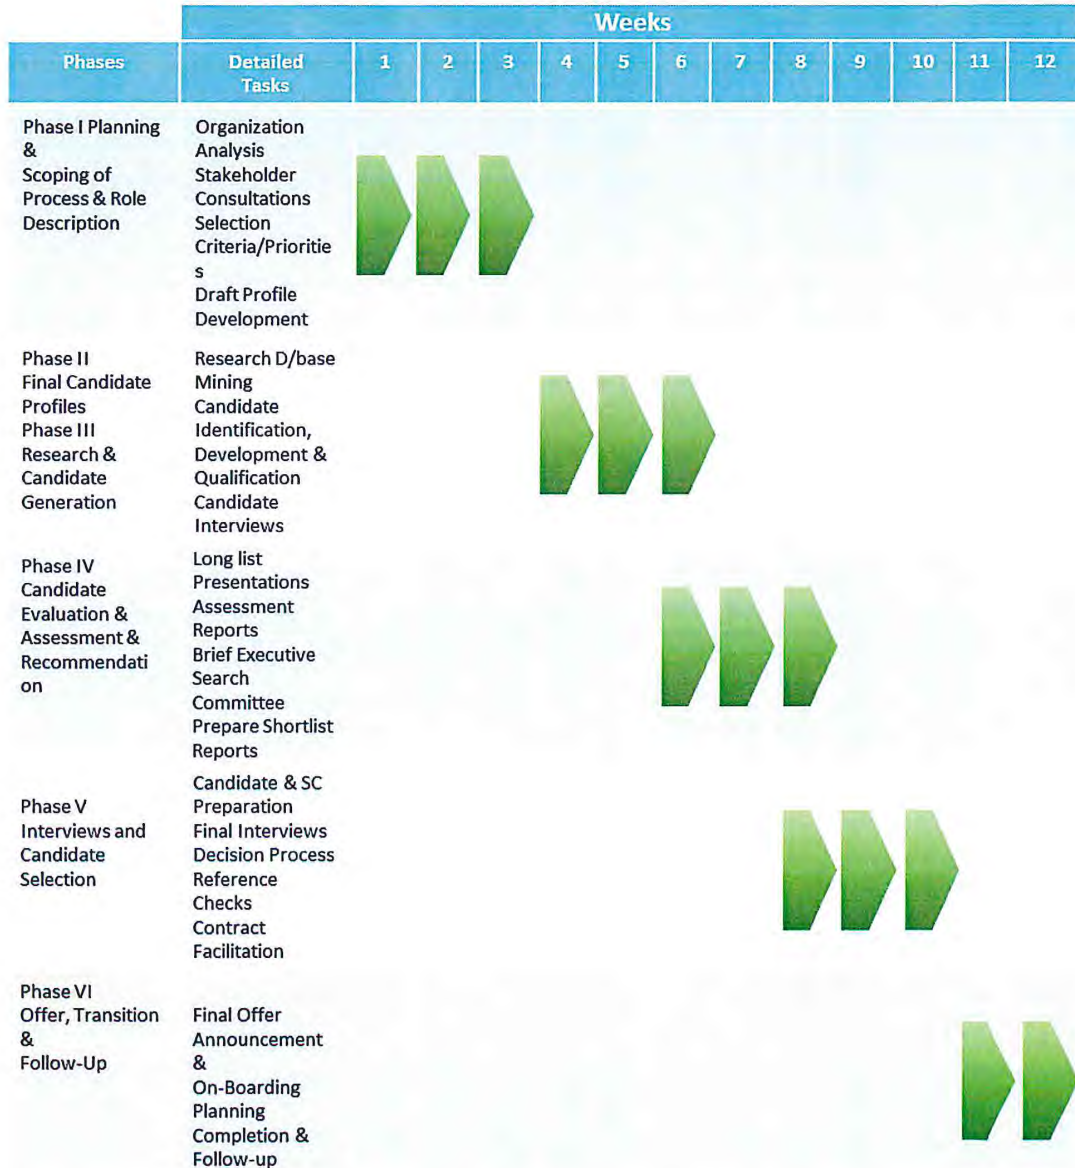 Weeks
Phases Detailed Tasks 1 2 3 4 5 6 7 8 9 10 11 12
Phase I Planning
&
Scoping of
Process & Role
Description
Organization
Analysis
Stakeholder
Consultations
Selection
Criteria/Prioritie
s
Draft Profile
Development
Phase II
Final Candidate
Profiles
Phase III
Research &
Candidate
Generation
Research D/base
Mining
Candidate
Identification,
Development &
Qualification
Candidate
Interviews
Phase IV
Candidate
Evaluation &
Assessment &
Recommendati
on
Long list
Presentations
Assessment
Reports
Brief Executive
Search
Committee
Prepare Shortlist
Reports
Phase V
Interviews and
Candidate
Selection
Candidate & SC
Preparation
Final Interviews
Decision Process
Reference
Checks
Contract
Facilitation
Phase VI
Offer, Transition
&
Follow-Up
Final Offer
Announcement
&
On-Boarding
Planning
Completion &
Follow-up